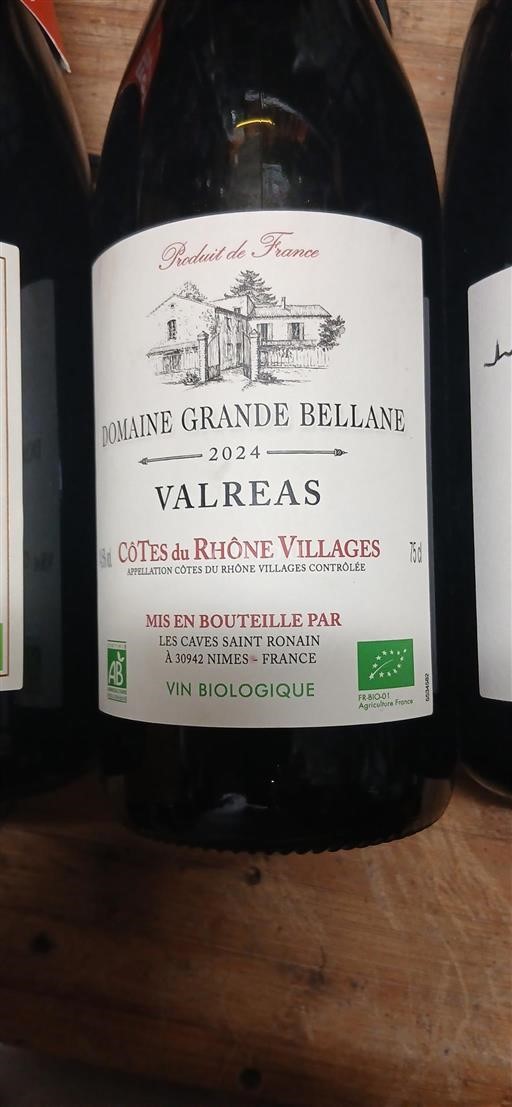 Produit de France
DOMAINE GRANDE BELLANE
2024
VALREAS
CÔTES du RHÔNE VILLAGES
75 cl
APPELLATION CÔTES DU RHÔNE VILLAGES CONTRÔLÉE
MIS EN BOUTEILLE PAR
LES CAVES SAINT RONAIN
À 30942 NIMES - FRANCE
VIN BIOLOGIQUE
AB
FR-BIO-01
Agriculture France